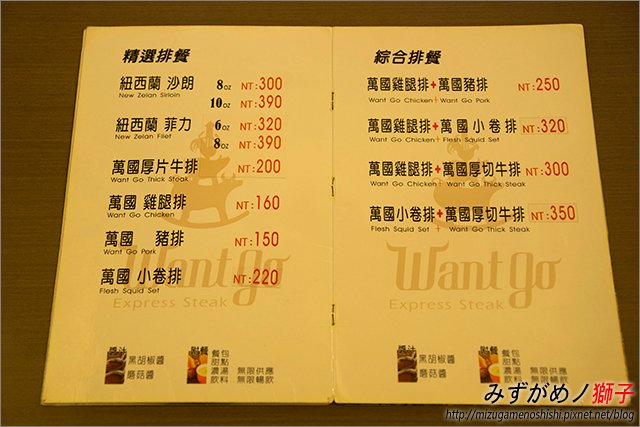 精選排餐
紐西蘭 沙朗 8oz NT:300
New Zelan Sirloin
10oz NT:390
紐西蘭 菲力 6oz NT:320
New Zelan Filet
8oz NT:390
萬國厚片牛排 NT:200
Want Go Thick Steak
萬國 雞腿排 NT:160
Want Go Chicken
萬國 豬排 NT:150
Want Go Pork
萬國 小卷排 NT:220
Flesh Squid Set
Want Go
Express Steak
醬汁
黑胡椒醬
蘑菇醬
附餐
餐包
甜點
濃湯 無限供應
飲料 無限暢飲
綜合排餐
萬國雞腿排+萬國豬排 NT:250
Want Go Chicken+Want Go Pork
萬國雞腿排+萬國小卷排 NT:320
Want Go Chicken+Flesh Squid Set
萬國雞腿排+萬國厚切牛排 NT:300
Want Go Chicken+Want Go Thick Steak
萬國小卷排+萬國厚切牛排 NT:350
Flesh Squid Set + Want Go Thick Steak
Want Go
Express Steak
醬汁
黑胡椒醬
蘑菇醬
附餐
餐包
甜點
濃湯 無限供應
飲料 無限暢飲
みずがめノ獅子
http://mizugamenoshishi.pixnet.net/blog